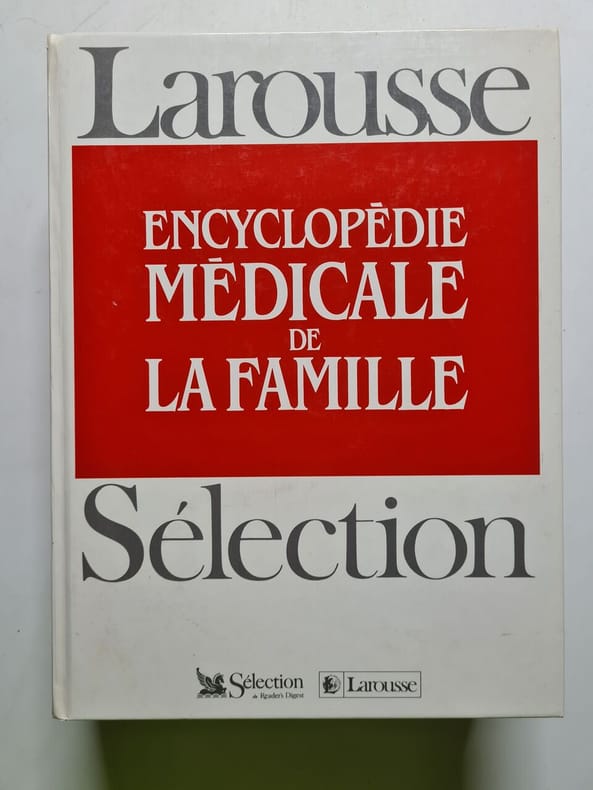 Larousse
ENCYCLOPÉDIE
MÉDICALE
DE
LA FAMILLE
Sélection
Sélection
du Reader's Digest
Larousse